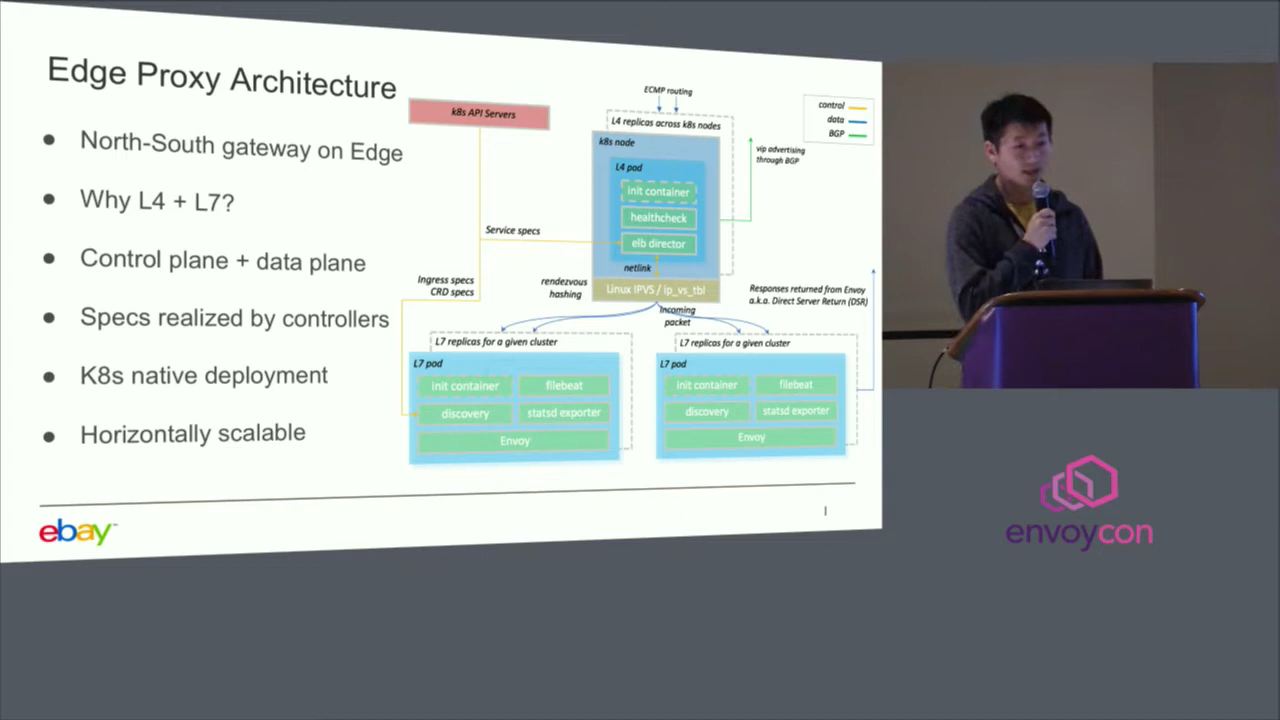 Edge Proxy Architecture
North-South gateway on Edge
Why L4 + L7?
Control plane + data plane
Specs realized by controllers
K8s native deployment
Horizontally scalable
k8s API Servers
ECMP routing
L4 replicas across k8s nodes
k8s node
L4 pod
init container
healthcheck
elb director
netlink
Linux IPVS / ip_vs_tbl
control
data
BGP
vip advertising
through BGP
Service specs
Ingress specs
CRD specs
rendezvous
hashing
incoming
packet
Responses returned from Envoy
a.k.a. Direct Server Return (DSR)
L7 replicas for a given cluster
L7 pod
init container
filebeat
discovery
statsd exporter
Envoy
L7 replicas for a given cluster
L7 pod
init container
filebeat
discovery
statsd exporter
Envoy
ebay™
envoycon